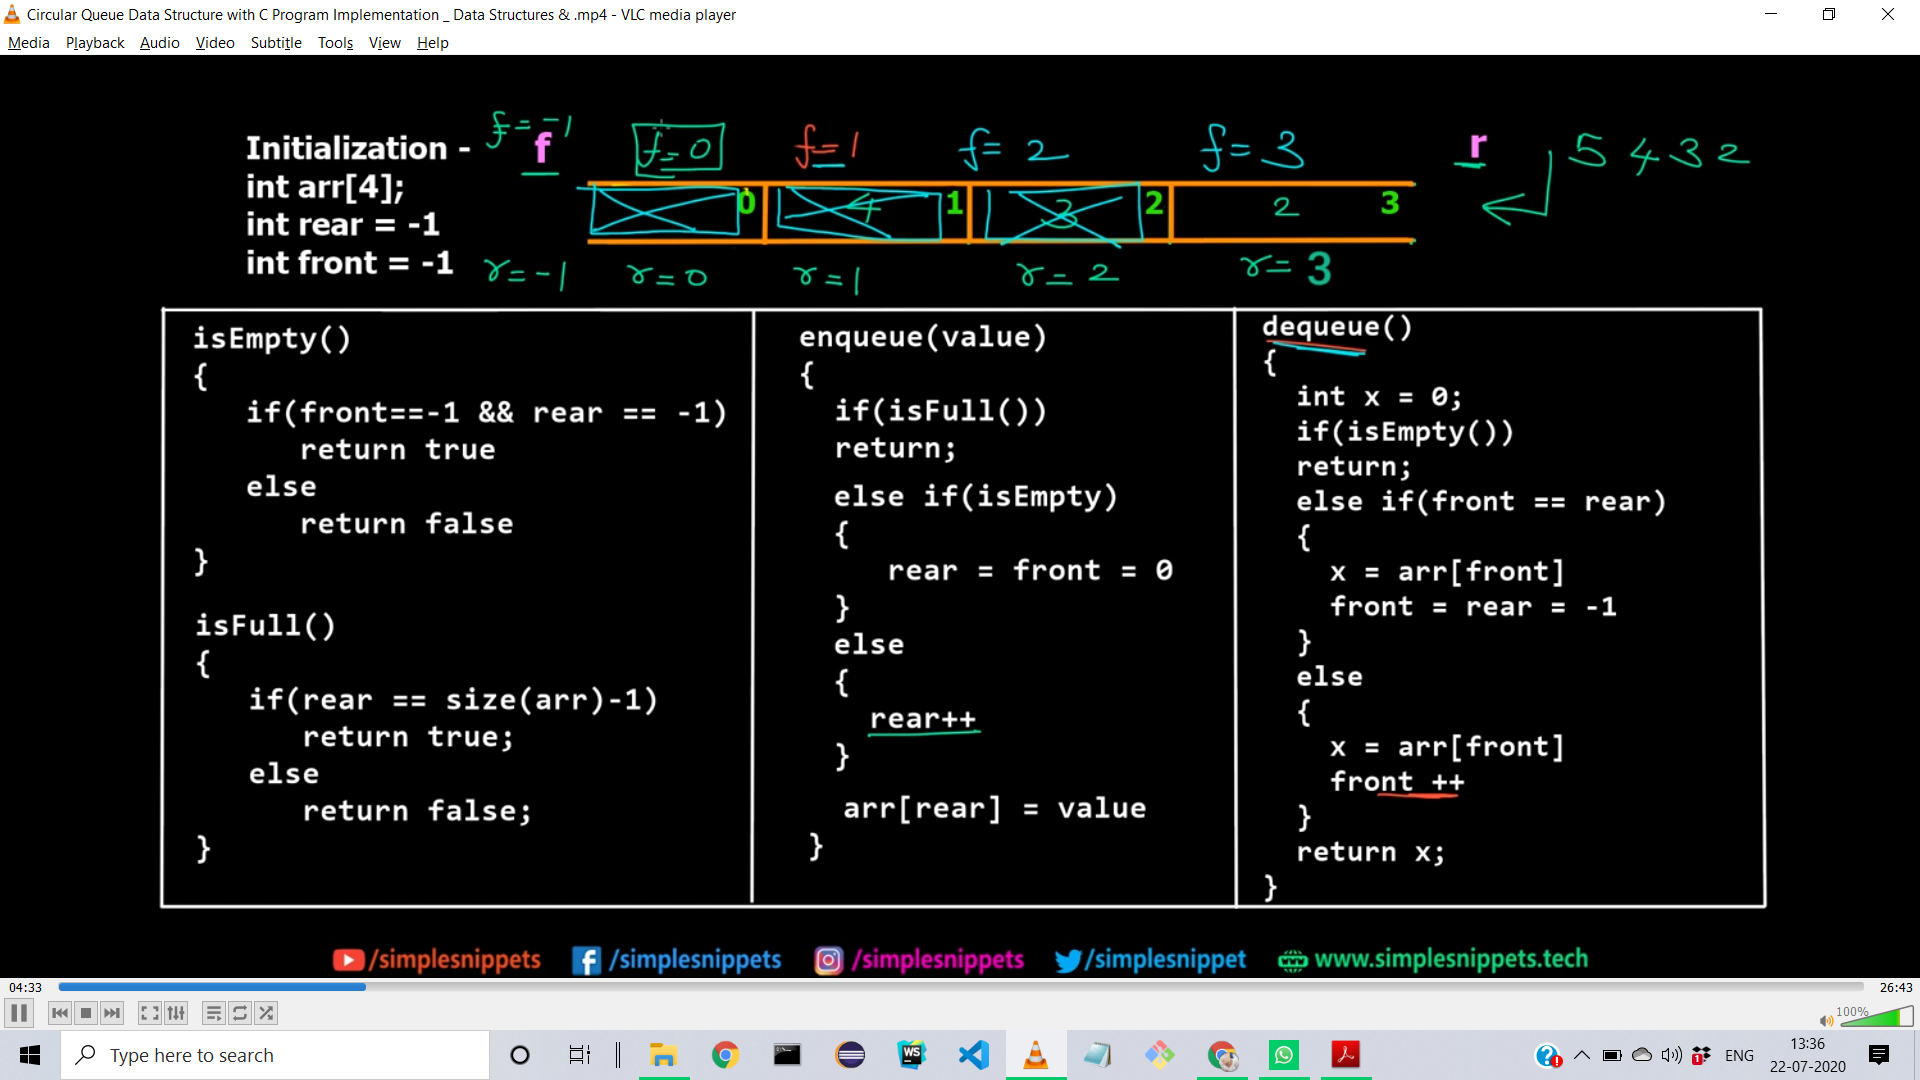 Circular Queue Data Structure with C Program Implementation _ Data Structures & .mp4 - VLC media player
Media Playback Audio Video Subtitle Tools View Help
f=-1 f f=0 f=1 f= 2 f= 3 r 5 4 3 2
Initialization -
int arr[4];
int rear = -1
int front = -1
0 4 1 3 2 2 3
r=-1 r=0 r=1 r= 2 r= 3
isEmpty()
{
if(front==-1 && rear == -1)
return true
else
return false
}
isFull()
{
if(rear == size(arr)-1)
return true;
else
return false;
}
enqueue(value)
{
if(isFull())
return;
else if(isEmpty)
{
rear = front = 0
}
else
{
rear++
}
arr[rear] = value
}
dequeue()
{
int x = 0;
if(isEmpty())
return;
else if(front == rear)
{
x = arr[front]
front = rear = -1
}
else
{
x = arr[front]
front ++
}
return x;
}
/simplesnippets /simplesnippets /simplesnippets /simplesnippet www.simplesnippets.tech
04:33 26:43
100%
Type here to search
WS
ENG
13:36
22-07-2020